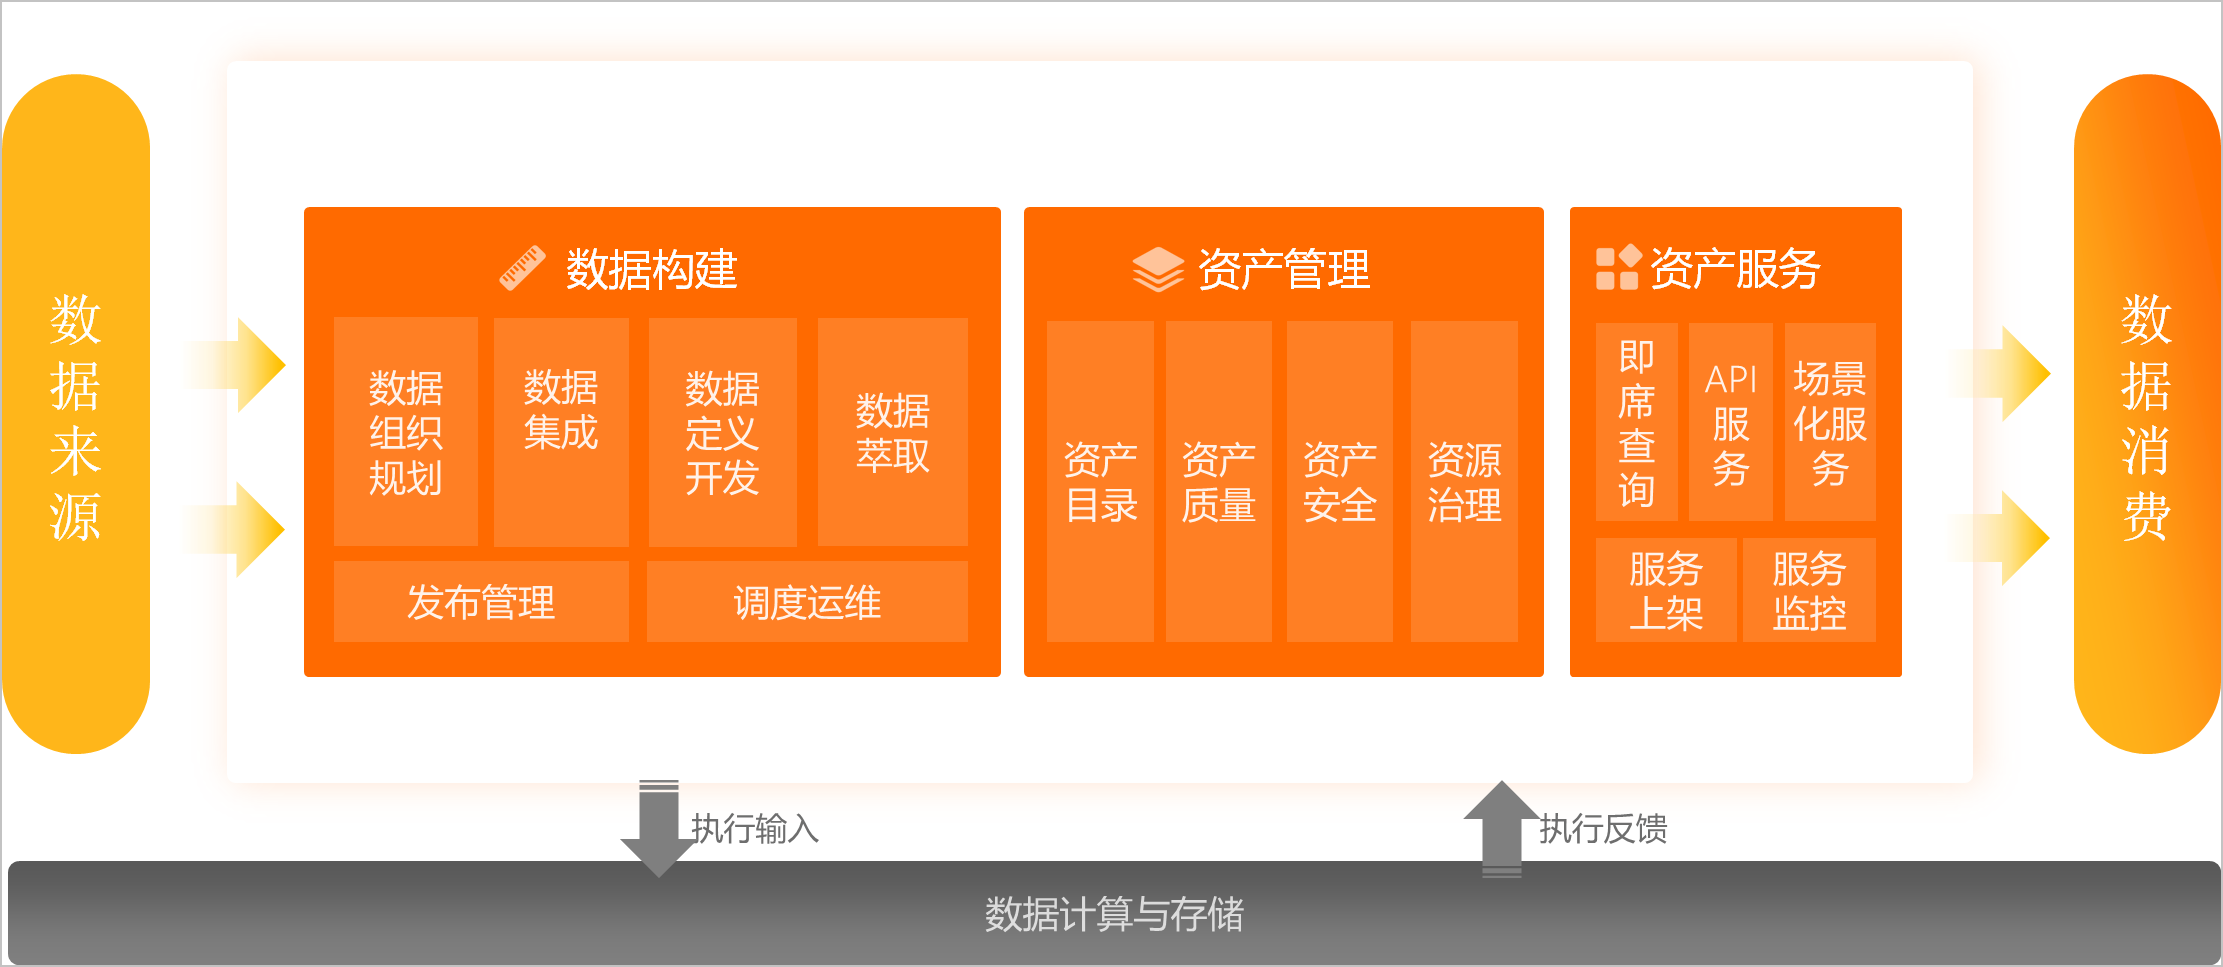 数
据
来
源
数据构建
数据
组织
规划
数据
集成
数据
定义
开发
数据
萃取
发布管理
调度运维
资产管理
资产
目录
资产
质量
资产
安全
资源
治理
资产服务
即
席
查
询
API
服
务
场景
化服
务
服务
上架
服务
监控
数
据
消
费
执行输入
执行反馈
数据计算与存储